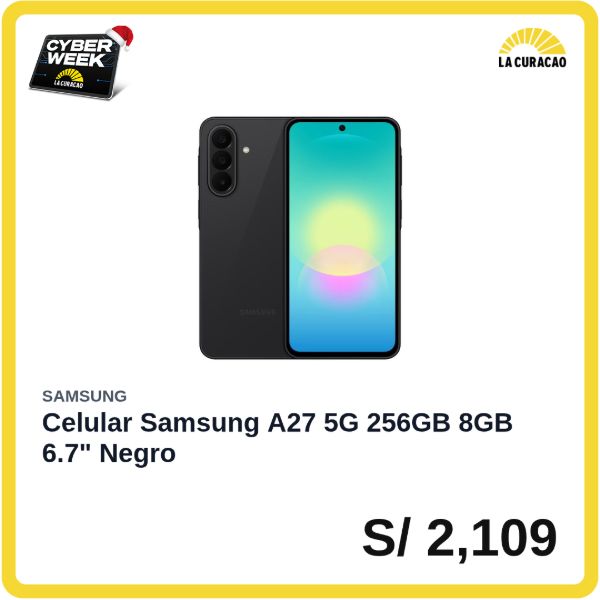 CYBER
WEEK
LA CURACAO
LA CURACAO
SAMSUNG
SAMSUNG
Celular Samsung A27 5G 256GB 8GB
6.7" Negro
S/ 2,109